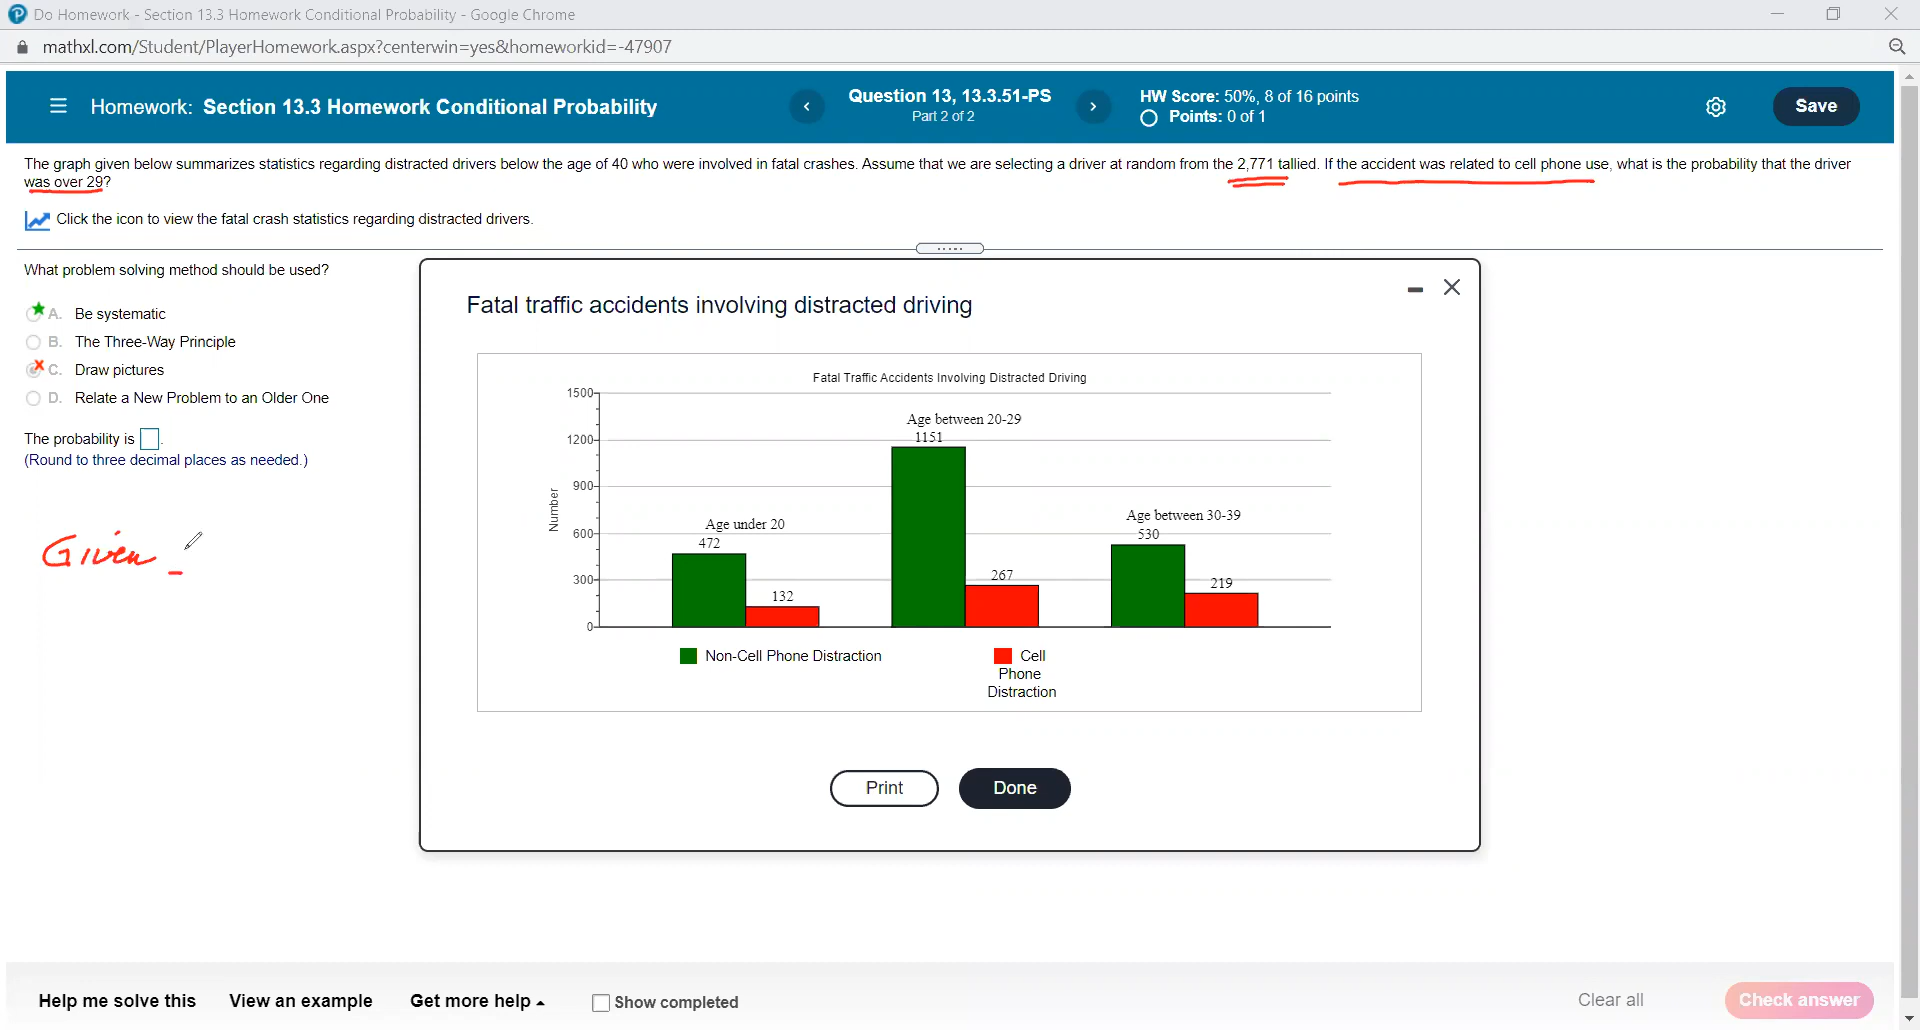 Do Homework - Section 13.3 Homework Conditional Probability - Google Chrome
mathxl.com/Student/PlayerHomework.aspx?centerwin=yes&homeworkid=-47907
Homework: Section 13.3 Homework Conditional Probability
Question 13, 13.3.51-PS
Part 2 of 2
HW Score: 50%, 8 of 16 points
Points: 0 of 1
Save
The graph given below summarizes statistics regarding distracted drivers below the age of 40 who were involved in fatal crashes. Assume that we are selecting a driver at random from the 2,771 tallied. If the accident was related to cell phone use, what is the probability that the driver
was over 29?
Click the icon to view the fatal crash statistics regarding distracted drivers.
What problem solving method should be used?
A. Be systematic
B. The Three-Way Principle
C. Draw pictures
D. Relate a New Problem to an Older One
The probability is .
(Round to three decimal places as needed.)
Given _
Fatal traffic accidents involving distracted driving
Fatal Traffic Accidents Involving Distracted Driving
1500
1200
900
600
300
0
Number
Age under 20
472
132
Age between 20-29
1151
267
Age between 30-39
530
219
Non-Cell Phone Distraction
Cell
Phone
Distraction
Print
Done
Help me solve this
View an example
Get more help
Show completed
Clear all
Check answer